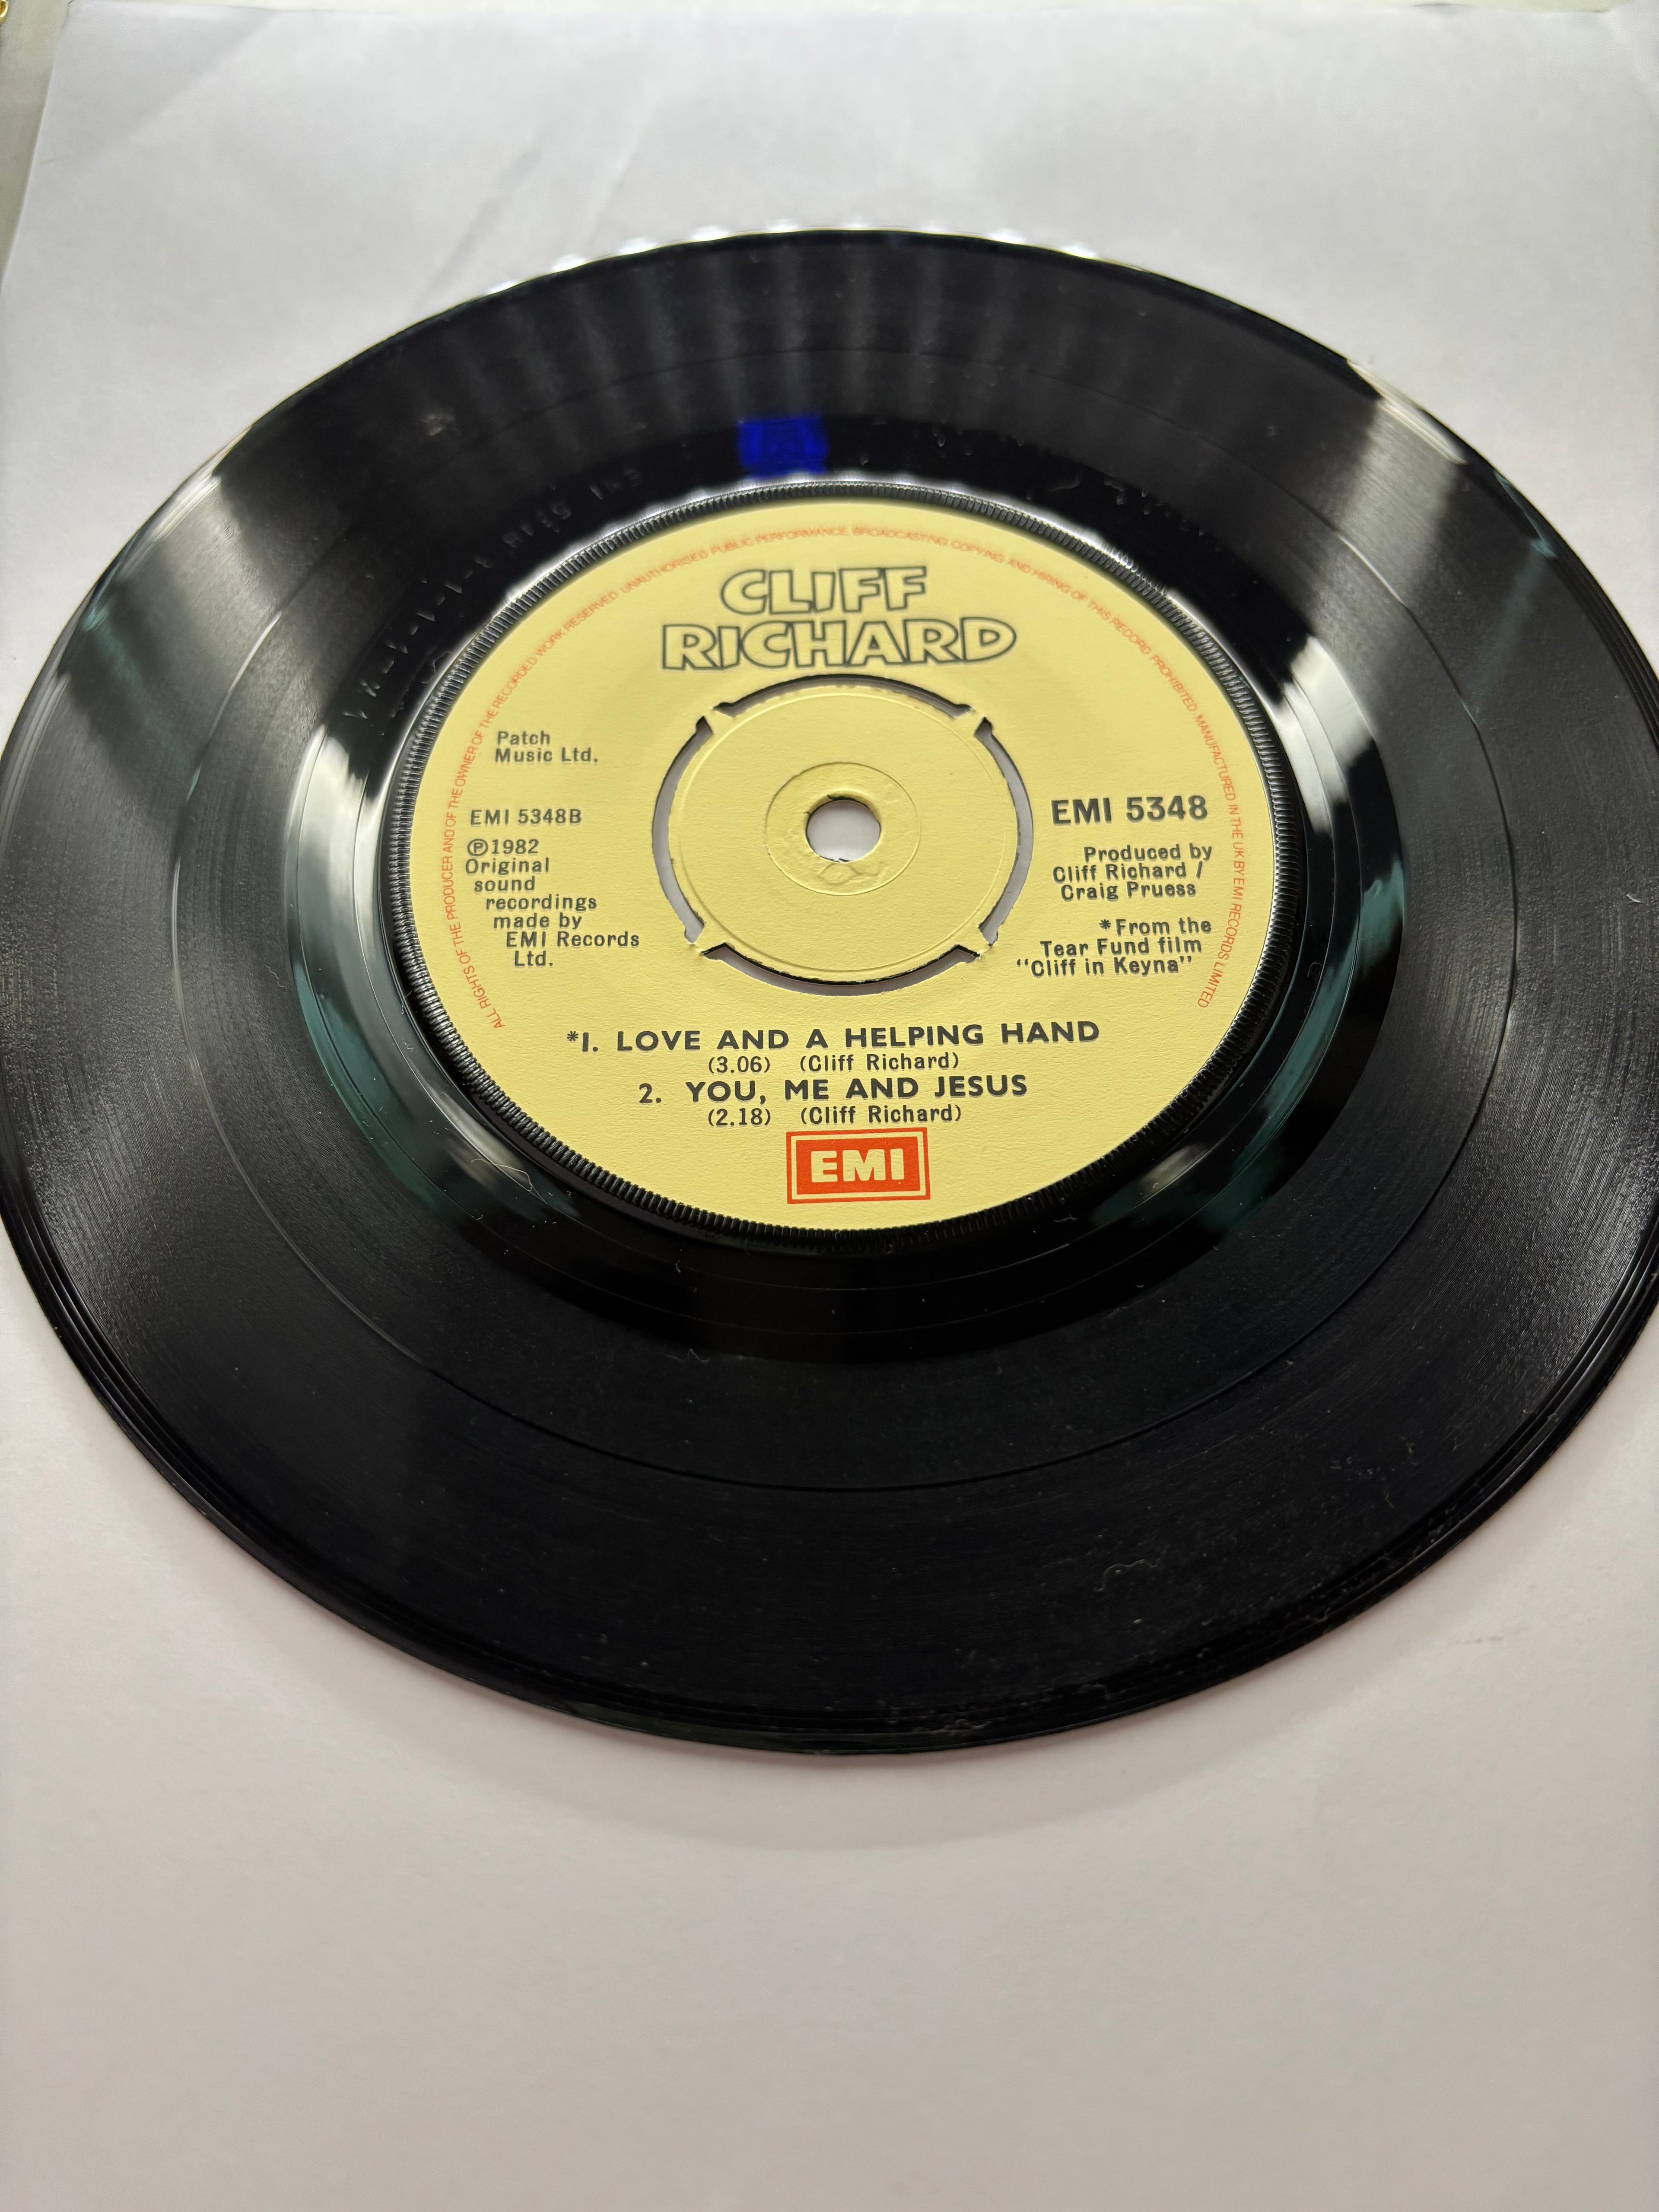 CLIFF
RICHARD
Patch
Music Ltd.
EMI 5348B
Ⓟ1982
Original
sound
recordings
made by
EMI Records
Ltd.
EMI 5348
Produced by
Cliff Richard /
Craig Pruess
*From the
Tear Fund film
"Cliff in Keyna"
*1. LOVE AND A HELPING HAND
(3.06) (Cliff Richard)
2. YOU, ME AND JESUS
(2.18) (Cliff Richard)
EMI
ALL RIGHTS OF THE PRODUCER AND OF THE OWNER OF THE RECORDED WORK RESERVED UNAUTHORISED PUBLIC PERFORMANCE BROADCASTING COPYING AND HIRING OF THIS RECORD PROHIBITED MANUFACTURED IN THE UK BY EMI RECORDS LIMITED